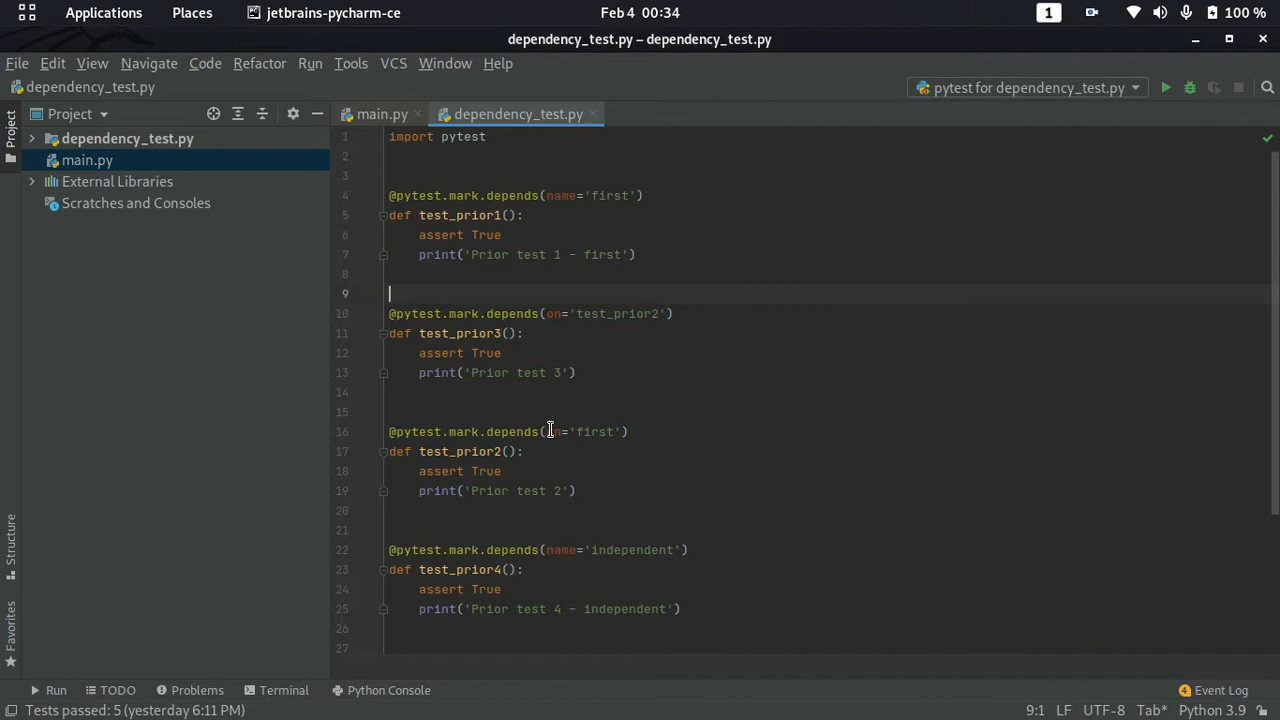 Applications Places jetbrains-pycharm-ce Feb 4 00:34 1 100 %
dependency_test.py – dependency_test.py
File Edit View Navigate Code Refactor Run Tools VCS Window Help
dependency_test.py pytest for dependency_test.py
Project Project main.py dependency_test.py
dependency_test.py
main.py
External Libraries
Scratches and Consoles
Structure
Favorites
1 import pytest
2
3
4 @pytest.mark.depends(name='first')
5 def test_prior1():
6 assert True
7 print('Prior test 1 - first')
8
9
10 @pytest.mark.depends(on='test_prior2')
11 def test_prior3():
12 assert True
13 print('Prior test 3')
14
15
16 @pytest.mark.depends(on='first')
17 def test_prior2():
18 assert True
19 print('Prior test 2')
20
21
22 @pytest.mark.depends(name='independent')
23 def test_prior4():
24 assert True
25 print('Prior test 4 - independent')
26
27
Run TODO Problems Terminal Python Console 4 Event Log
Tests passed: 5 (yesterday 6:11 PM) 9:1 LF UTF-8 Tab* Python 3.9